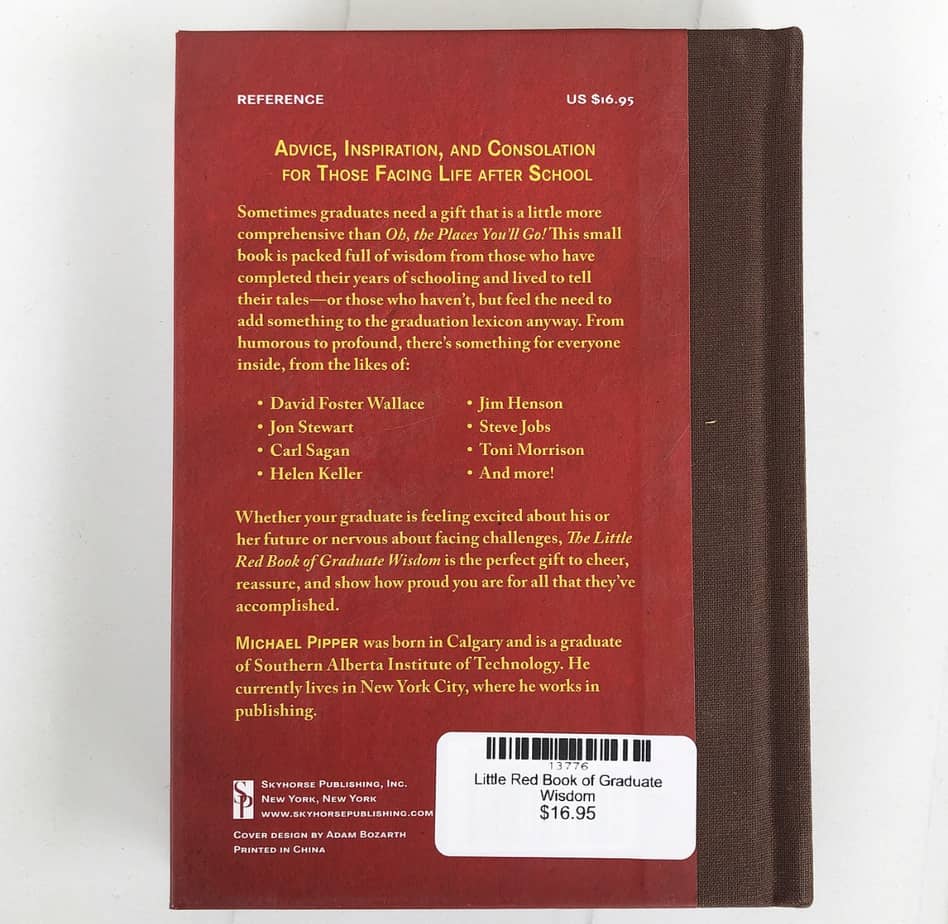 REFERENCE US $16.95
ADVICE, INSPIRATION, AND CONSOLATION
FOR THOSE FACING LIFE AFTER SCHOOL
Sometimes graduates need a gift that is a little more
comprehensive than Oh, the Places You'll Go! This small
book is packed full of wisdom from those who have
completed their years of schooling and lived to tell
their tales—or those who haven't, but feel the need to
add something to the graduation lexicon anyway. From
humorous to profound, there's something for everyone
inside, from the likes of:
• David Foster Wallace
• Jon Stewart
• Carl Sagan
• Helen Keller
• Jim Henson
• Steve Jobs
• Toni Morrison
• And more!
Whether your graduate is feeling excited about his or
her future or nervous about facing challenges, The Little
Red Book of Graduate Wisdom is the perfect gift to cheer,
reassure, and show how proud you are for all that they've
accomplished.
MICHAEL PIPPER was born in Calgary and is a graduate
of Southern Alberta Institute of Technology. He
currently lives in New York City, where he works in
publishing.
SP
SKYHORSE PUBLISHING, INC.
NEW YORK, NEW YORK
WWW.SKYHORSEPUBLISHING.COM
COVER DESIGN BY ADAM BOZARTH
PRINTED IN CHINA
13776
Little Red Book of Graduate
Wisdom
$16.95